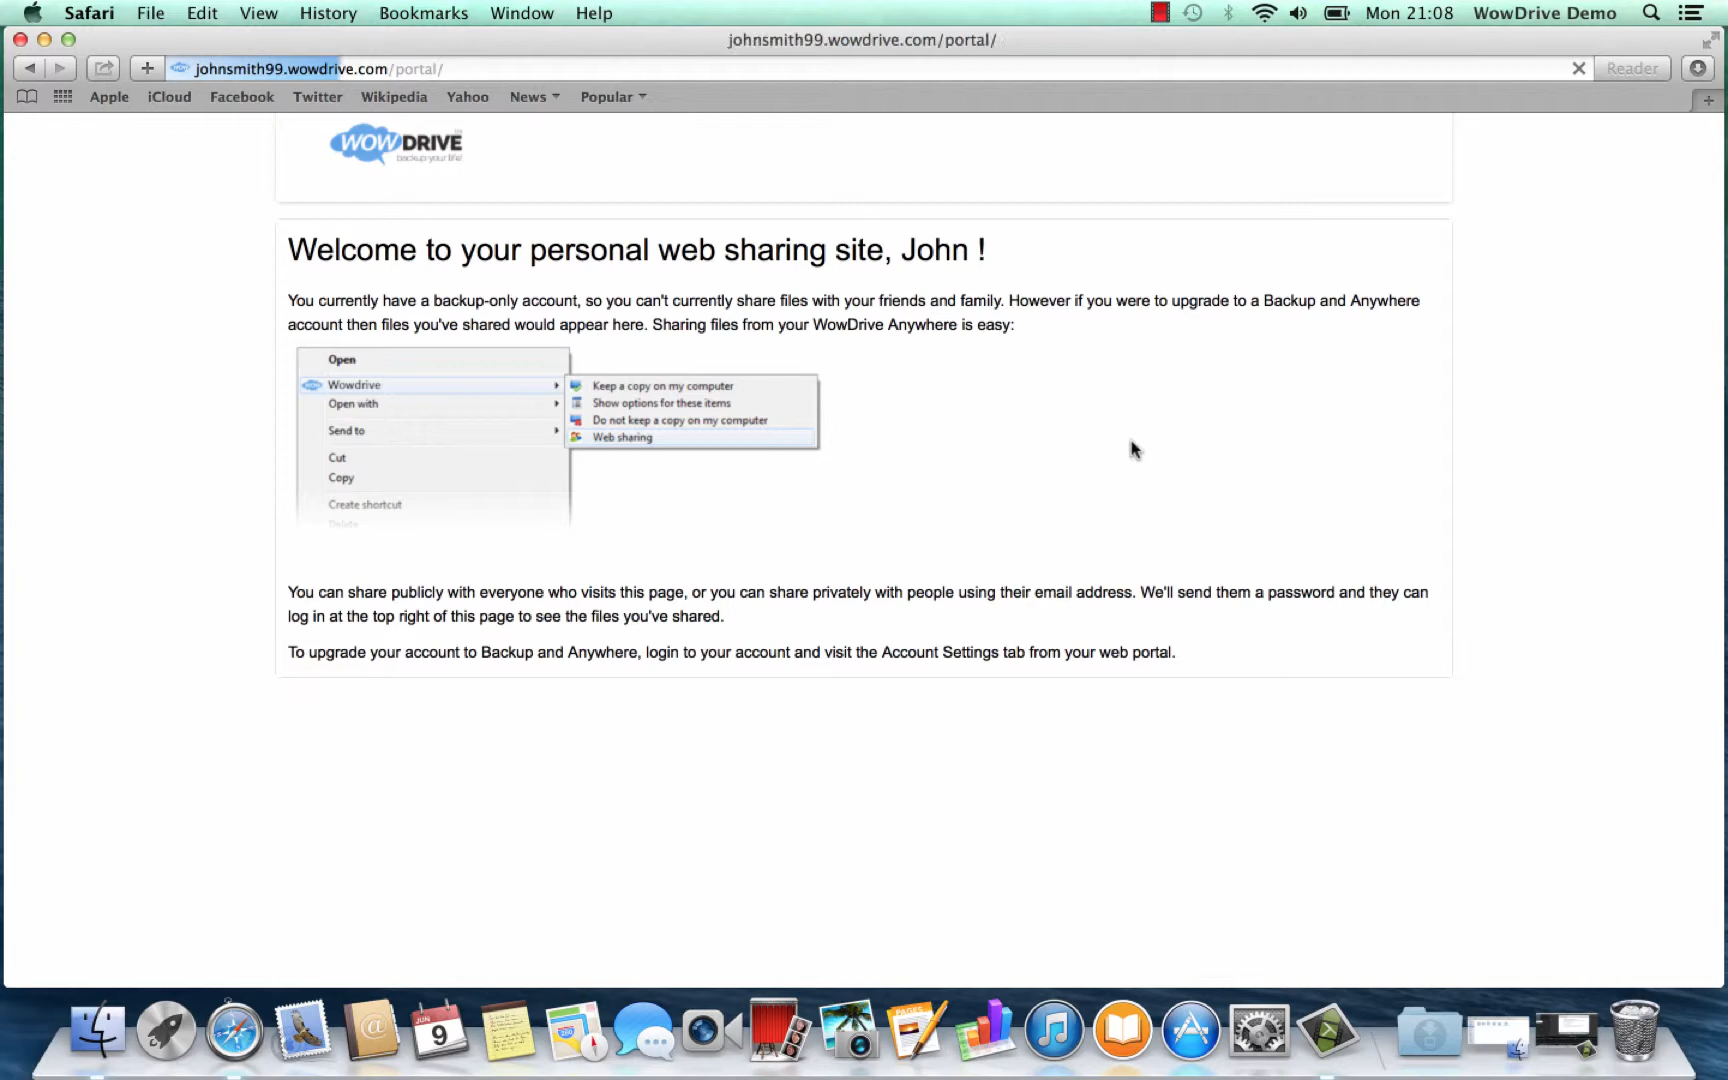 Safari File Edit View History Bookmarks Window Help Mon 21:08 WowDrive Demo
johnsmith99.wowdrive.com/portal/
johnsmith99.wowdrive.com/portal/ Reader
Apple iCloud Facebook Twitter Wikipedia Yahoo News Popular
WOWDRIVE
backup your life!
Welcome to your personal web sharing site, John !
You currently have a backup-only account, so you can't currently share files with your friends and family. However if you were to upgrade to a Backup and Anywhere
account then files you've shared would appear here. Sharing files from your WowDrive Anywhere is easy:
Open
Wowdrive
Open with
Send to
Cut
Copy
Create shortcut
Delete
Keep a copy on my computer
Show options for these items
Do not keep a copy on my computer
Web sharing
You can share publicly with everyone who visits this page, or you can share privately with people using their email address. We'll send them a password and they can
log in at the top right of this page to see the files you've shared.
To upgrade your account to Backup and Anywhere, login to your account and visit the Account Settings tab from your web portal.
JUN
9
280
PAGES